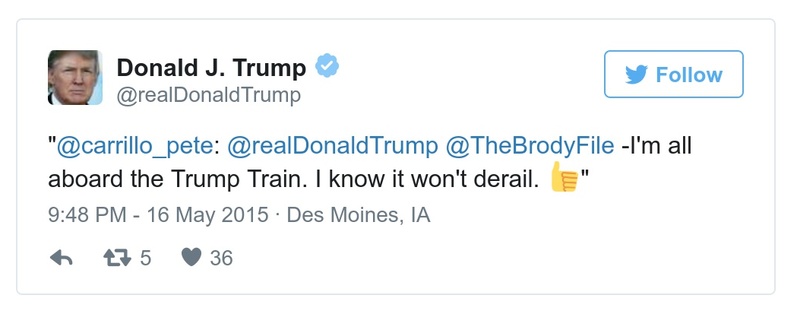 Donald J. Trump
@realDonaldTrump
Follow
"@carrillo_pete: @realDonaldTrump @TheBrodyFile -I'm all
aboard the Trump Train. I know it won't derail. 👍"
9:48 PM - 16 May 2015 · Des Moines, IA
5 36